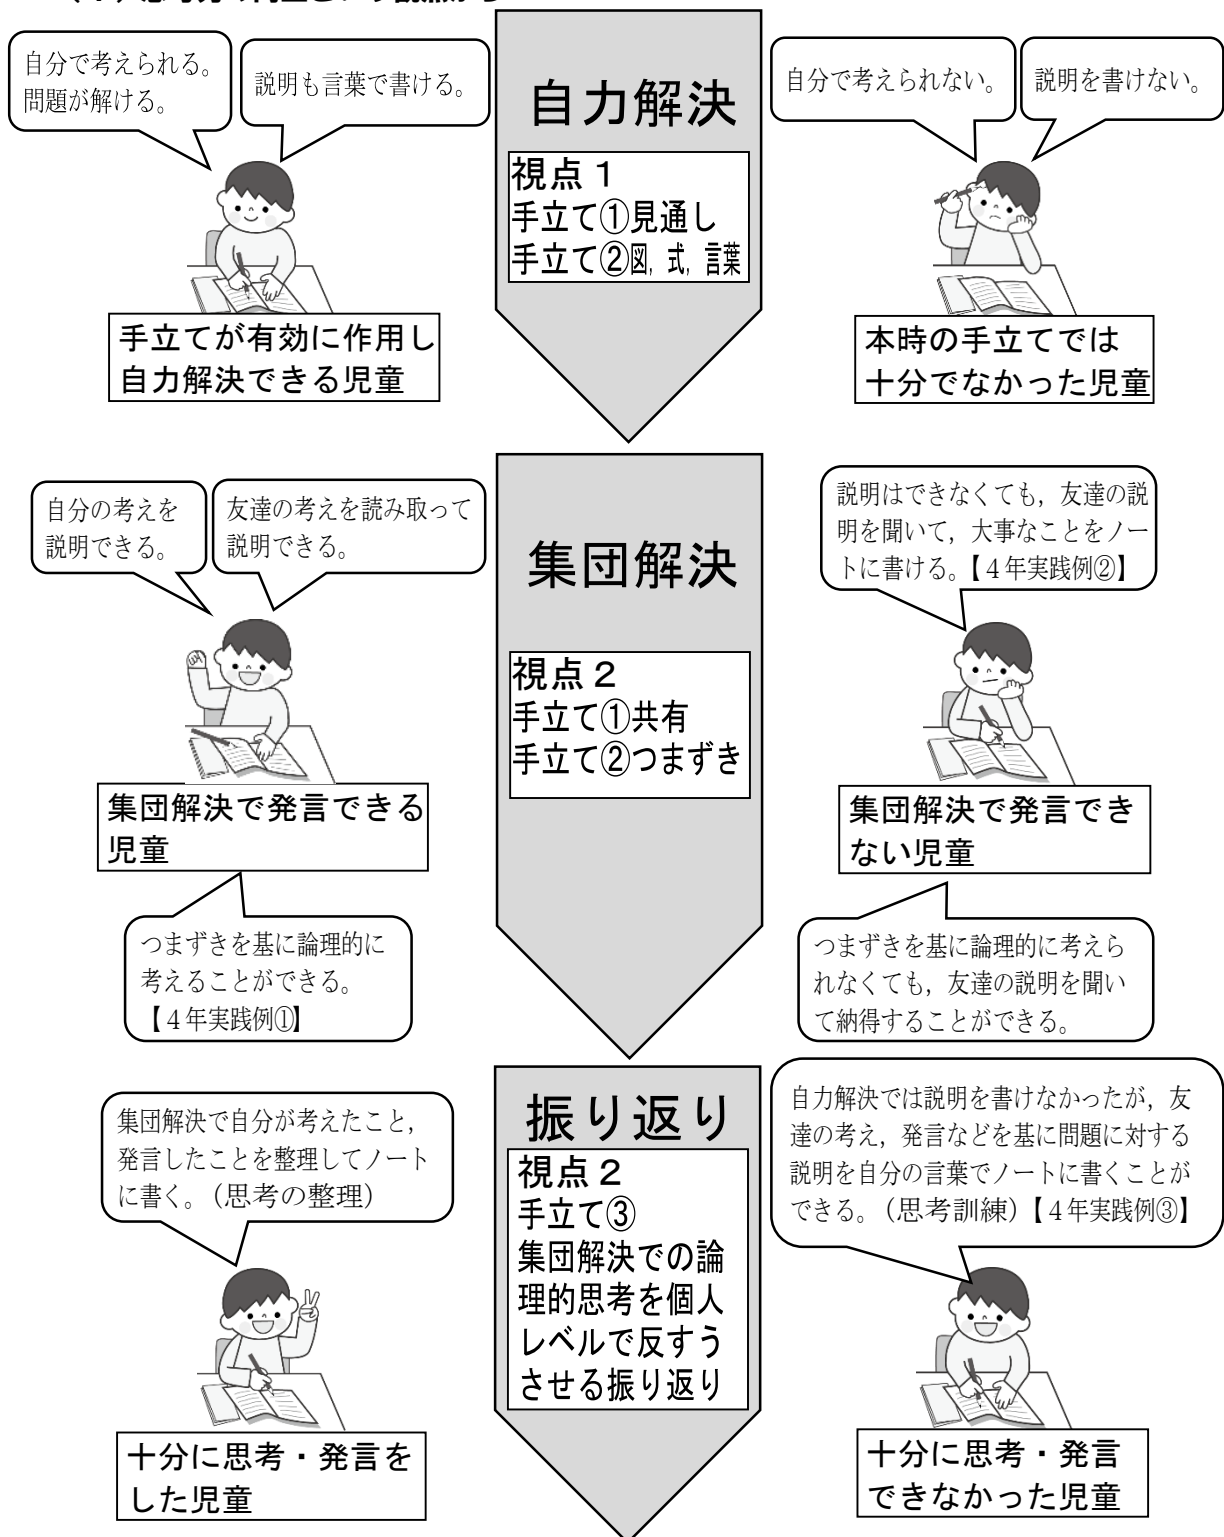 自分で考えられる。
問題が解ける。
説明も言葉で書ける。
自力解決
視点１
手立て①見通し
手立て②図，式，言葉
自分で考えられない。
説明を書けない。
手立てが有効に作用し
自力解決できる児童
本時の手立てでは
十分でなかった児童
自分の考えを
説明できる。
友達の考えを読み取って
説明できる。
集団解決
視点２
手立て①共有
手立て②つまずき
説明はできなくても，友達の説
明を聞いて，大事なことをノー
トに書ける。【４年実践例②】
集団解決で発言できる
児童
集団解決で発言でき
ない児童
つまずきを基に論理的に
考えることができる。
【４年実践例①】
つまずきを基に論理的に考えら
れなくても，友達の説明を聞い
て納得することができる。
集団解決で自分が考えたこと，
発言したことを整理してノート
に書く。（思考の整理）
振り返り
視点２
手立て③
集団解決での論
理的思考を個人
レベルで反すう
させる振り返り
自力解決では説明を書けなかったが，友
達の考え，発言などを基に問題に対する
説明を自分の言葉でノートに書くことが
できる。（思考訓練）【４年実践例③】
十分に思考・発言を
した児童
十分に思考・発言
できなかった児童